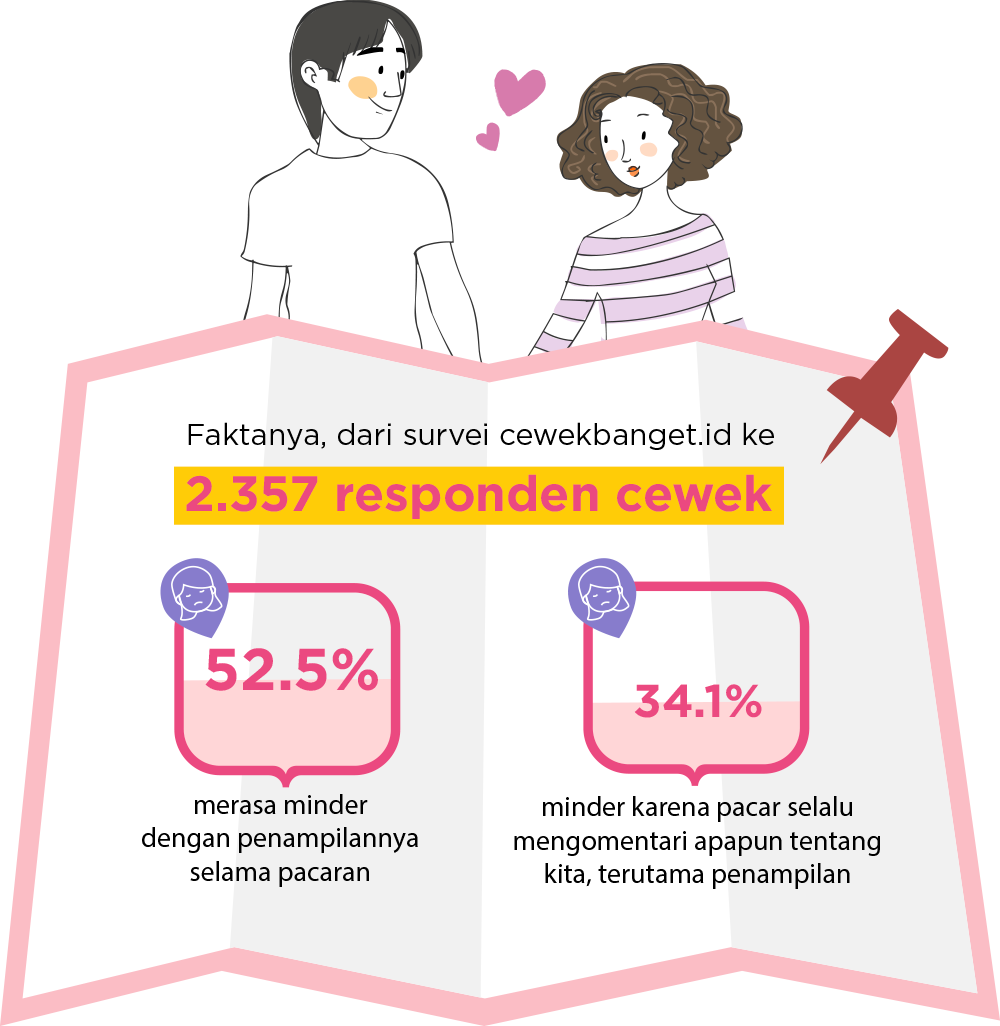 Faktanya, dari survei cewekbanget.id ke
2.357 responden cewek
52.5%
merasa minder
dengan penampilannya
selama pacaran
34.1%
minder karena pacar selalu
mengomentari apapun tentang
kita, terutama penampilan